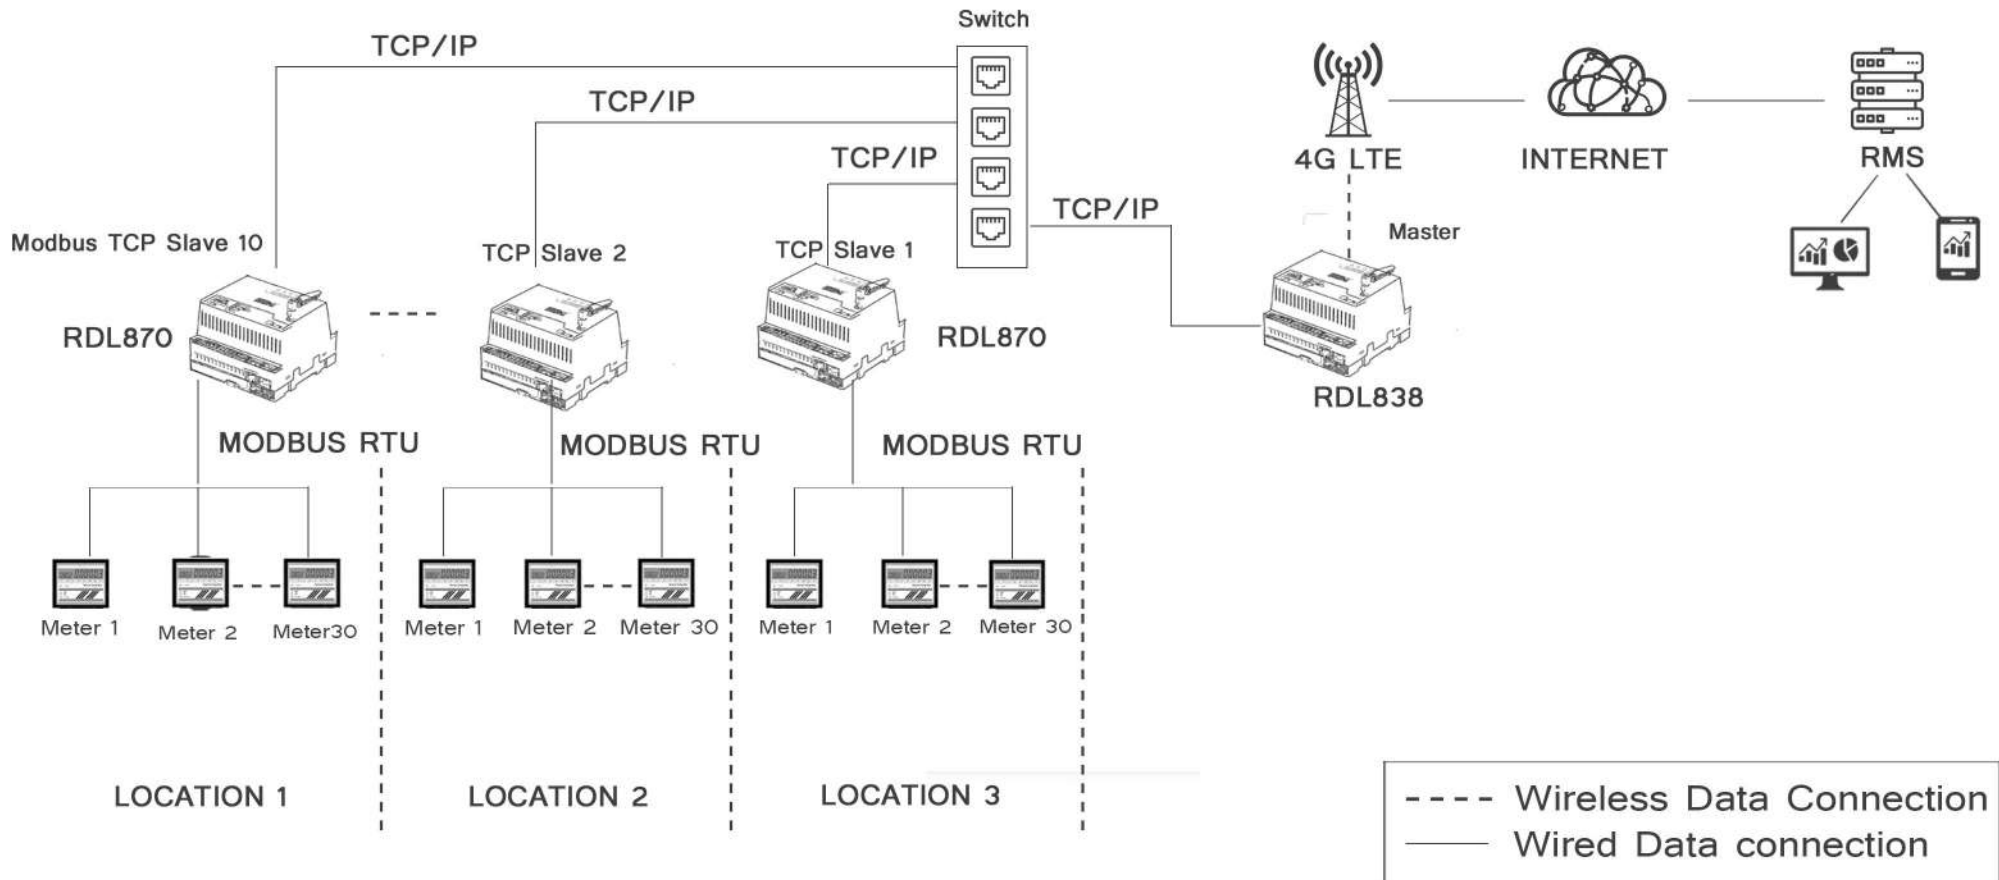 Switch
TCP/IP
TCP/IP
TCP/IP
TCP/IP
4G LTE
INTERNET
RMS
Modbus TCP Slave 10
TCP Slave 2
TCP Slave 1
Master
RDL870
RDL870
RDL838
MODBUS RTU
MODBUS RTU
MODBUS RTU
Meter 1
Meter 2
Meter30
Meter 1
Meter 2
Meter 30
Meter 1
Meter 2
Meter 30
LOCATION 1
LOCATION 2
LOCATION 3
Wireless Data Connection
Wired Data connection